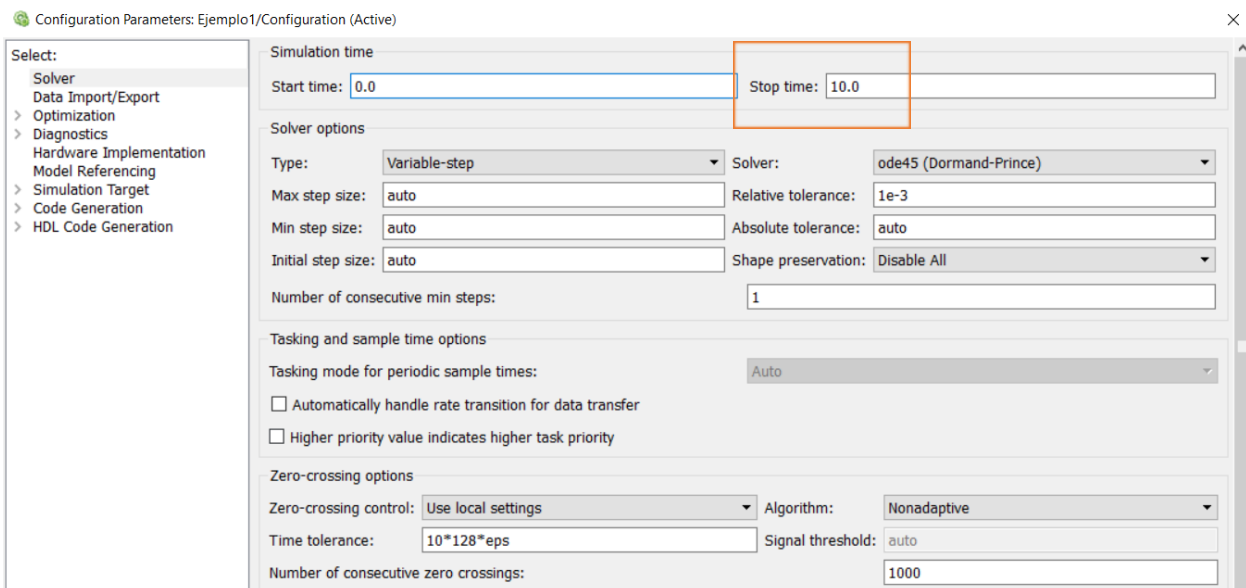 Configuration Parameters: Ejemplo1/Configuration (Active)
Select:
Solver
Data Import/Export
Optimization
Diagnostics
Hardware Implementation
Model Referencing
Simulation Target
Code Generation
HDL Code Generation
Simulation time
Start time: 0.0 Stop time: 10.0
Solver options
Type: Variable-step Solver: ode45 (Dormand-Prince)
Max step size: auto Relative tolerance: 1e-3
Min step size: auto Absolute tolerance: auto
Initial step size: auto Shape preservation: Disable All
Number of consecutive min steps: 1
Tasking and sample time options
Tasking mode for periodic sample times: Auto
Automatically handle rate transition for data transfer
Higher priority value indicates higher task priority
Zero-crossing options
Zero-crossing control: Use local settings Algorithm: Nonadaptive
Time tolerance: 10*128*eps Signal threshold: auto
Number of consecutive zero crossings: 1000